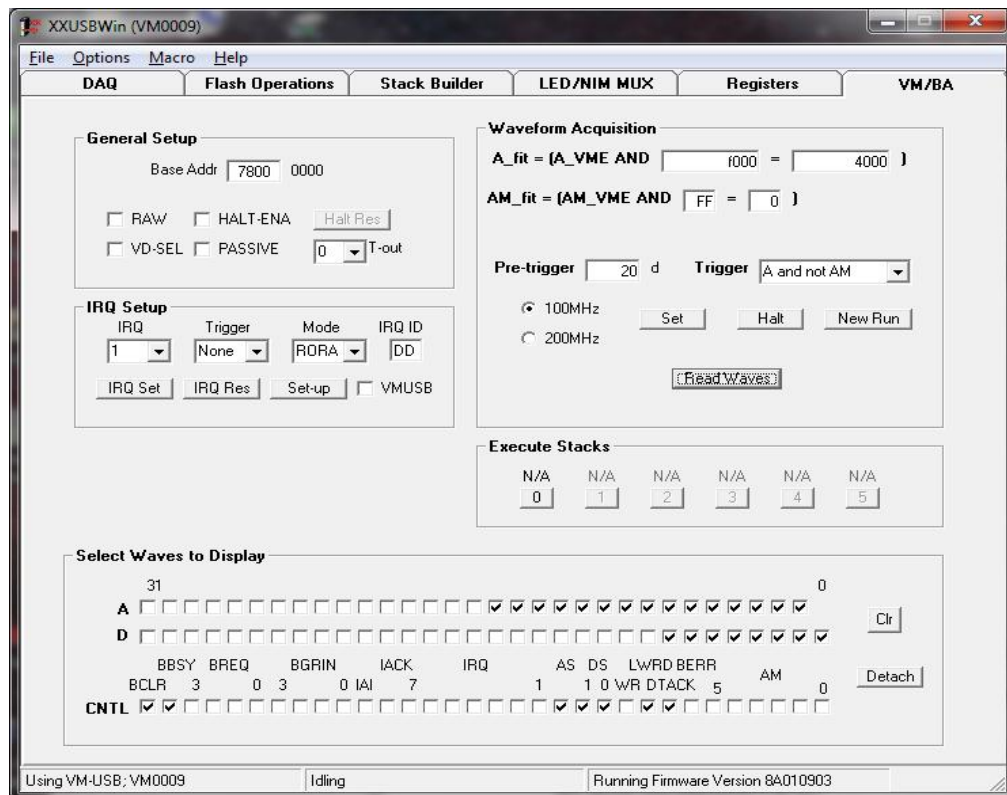 XXUSBWin (VM0009)
File Options Macro Help
DAQ Flash Operations Stack Builder LED/NIM MUX Registers VM/BA
General Setup
Base Addr 7800 0000
RAW HALT-ENA Halt Res
VD-SEL PASSIVE 0 T-out
IRQ Setup
IRQ Trigger Mode IRQ ID
1 None RORA DD
IRQ Set IRQ Res Set-up VMUSB
Waveform Acquisition
A_fit = (A_VME AND f000 = 4000 )
AM_fit = (AM_VME AND FF = 0 )
Pre-trigger 20 d Trigger A and not AM
100MHz
200MHz
Set Halt New Run
Read Waves
Execute Stacks
N/A N/A N/A N/A N/A N/A
0 1 2 3 4 5
Select Waves to Display
31 0
A
D
Clr
BBSY BREQ BGRIN IACK IRQ AS DS LWRD BERR AM
BCLR 3 0 3 0 IAI 7 1 1 0 WR DTACK 5 0
CNTL
Detach
Using VM-USB; VM0009 Idling Running Firmware Version 8A010903